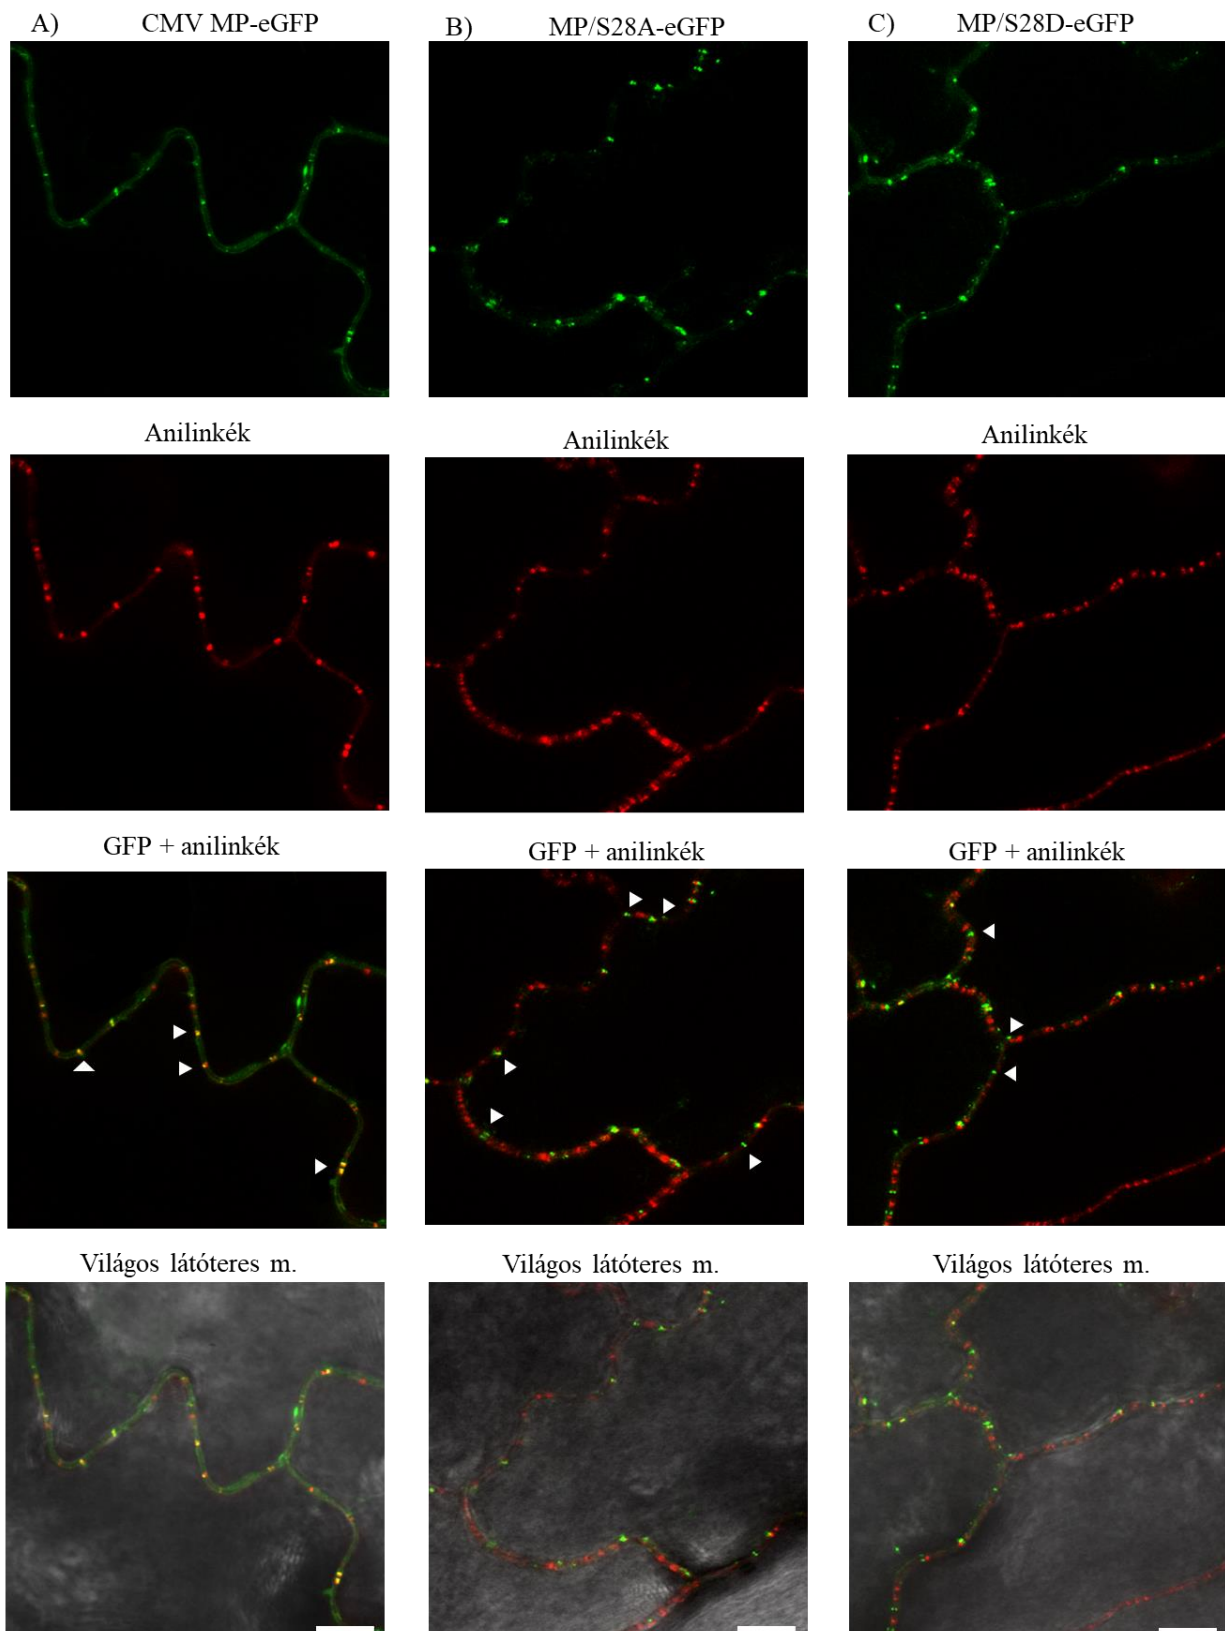 A) CMV MP-eGFP
B) MP/S28A-eGFP
C) MP/S28D-eGFP
Anilinkék
Anilinkék
Anilinkék
GFP + anilinkék
GFP + anilinkék
GFP + anilinkék
Világos látóteres m.
Világos látóteres m.
Világos látóteres m.